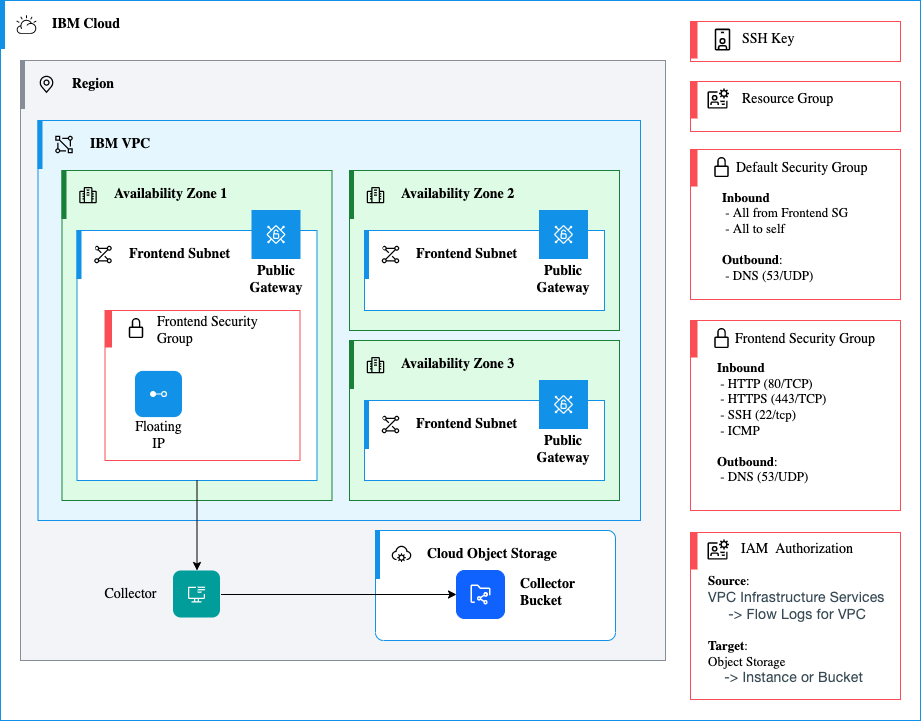 IBM Cloud
Region
IBM VPC
Availability Zone 1
Frontend Subnet
Public
Gateway
Frontend Security
Group
Floating
IP
Availability Zone 2
Frontend Subnet
Public
Gateway
Availability Zone 3
Frontend Subnet
Public
Gateway
Collector
Cloud Object Storage
Collector
Bucket
SSH Key
Resource Group
Default Security Group
Inbound
- All from Frontend SG
- All to self
Outbound:
- DNS (53/UDP)
Frontend Security Group
Inbound
- HTTP (80/TCP)
- HTTPS (443/TCP)
- SSH (22/tcp)
- ICMP
Outbound:
- DNS (53/UDP)
IAM Authorization
Source:
VPC Infrastructure Services
-> Flow Logs for VPC
Target:
Object Storage
-> Instance or Bucket